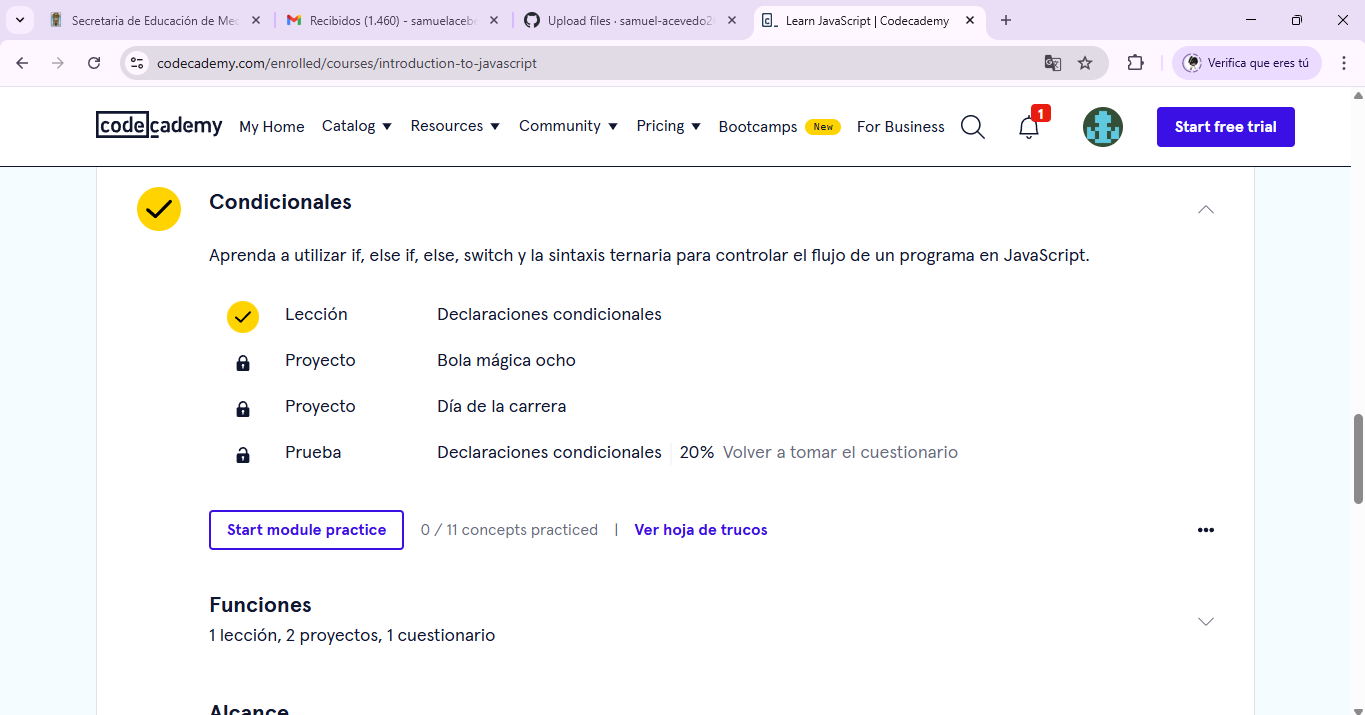 Secretaria de Educación de Med
Recibidos (1.460) - samuelacebe
Upload files · samuel-acevedo20
Learn JavaScript | Codecademy
codecademy.com/enrolled/courses/introduction-to-javascript
Verifica que eres tú
codecademy My Home Catalog Resources Community Pricing Bootcamps New For Business 1 Start free trial
Condicionales
Aprenda a utilizar if, else if, else, switch y la sintaxis ternaria para controlar el flujo de un programa en JavaScript.
Lección Declaraciones condicionales
Proyecto Bola mágica ocho
Proyecto Día de la carrera
Prueba Declaraciones condicionales 20% Volver a tomar el cuestionario
Start module practice 0 / 11 concepts practiced | Ver hoja de trucos
Funciones
1 lección, 2 proyectos, 1 cuestionario
Alcance